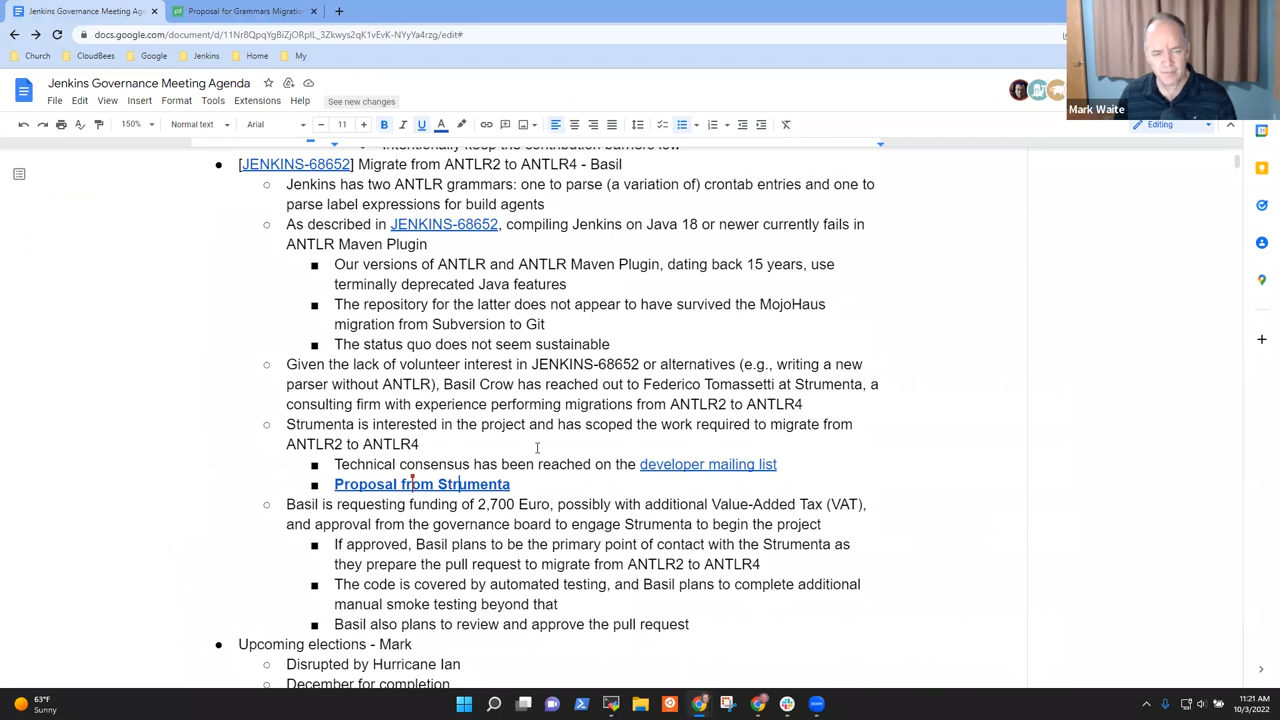 Jenkins Governance Meeting Agenda
Proposal for Grammars Migratio
docs.google.com/document/d/11Nr8QpqYgBiZjORpIL_3Zkwys2qK1vEvK-NYyYa4rzg/edit#
Church
CloudBees
Google
Jenkins
Home
My
Jenkins Governance Meeting Agenda
File Edit View Insert Format Tools Extensions Help See new changes
Mark Waite
150% Normal text Arial 11 B I U A Editing
Intentionally keep the contribution barriers low
[JENKINS-68652] Migrate from ANTLR2 to ANTLR4 - Basil
Jenkins has two ANTLR grammars: one to parse (a variation of) crontab entries and one to
parse label expressions for build agents
As described in JENKINS-68652, compiling Jenkins on Java 18 or newer currently fails in
ANTLR Maven Plugin
Our versions of ANTLR and ANTLR Maven Plugin, dating back 15 years, use
terminally deprecated Java features
The repository for the latter does not appear to have survived the MojoHaus
migration from Subversion to Git
The status quo does not seem sustainable
Given the lack of volunteer interest in JENKINS-68652 or alternatives (e.g., writing a new
parser without ANTLR), Basil Crow has reached out to Federico Tomassetti at Strumenta, a
consulting firm with experience performing migrations from ANTLR2 to ANTLR4
Strumenta is interested in the project and has scoped the work required to migrate from
ANTLR2 to ANTLR4
Technical consensus has been reached on the developer mailing list
Proposal from Strumenta
Basil is requesting funding of 2,700 Euro, possibly with additional Value-Added Tax (VAT),
and approval from the governance board to engage Strumenta to begin the project
If approved, Basil plans to be the primary point of contact with the Strumenta as
they prepare the pull request to migrate from ANTLR2 to ANTLR4
The code is covered by automated testing, and Basil plans to complete additional
manual smoke testing beyond that
Basil also plans to review and approve the pull request
Upcoming elections - Mark
Disrupted by Hurricane Ian
December for completion
63°F
Sunny
11:21 AM
10/3/2022